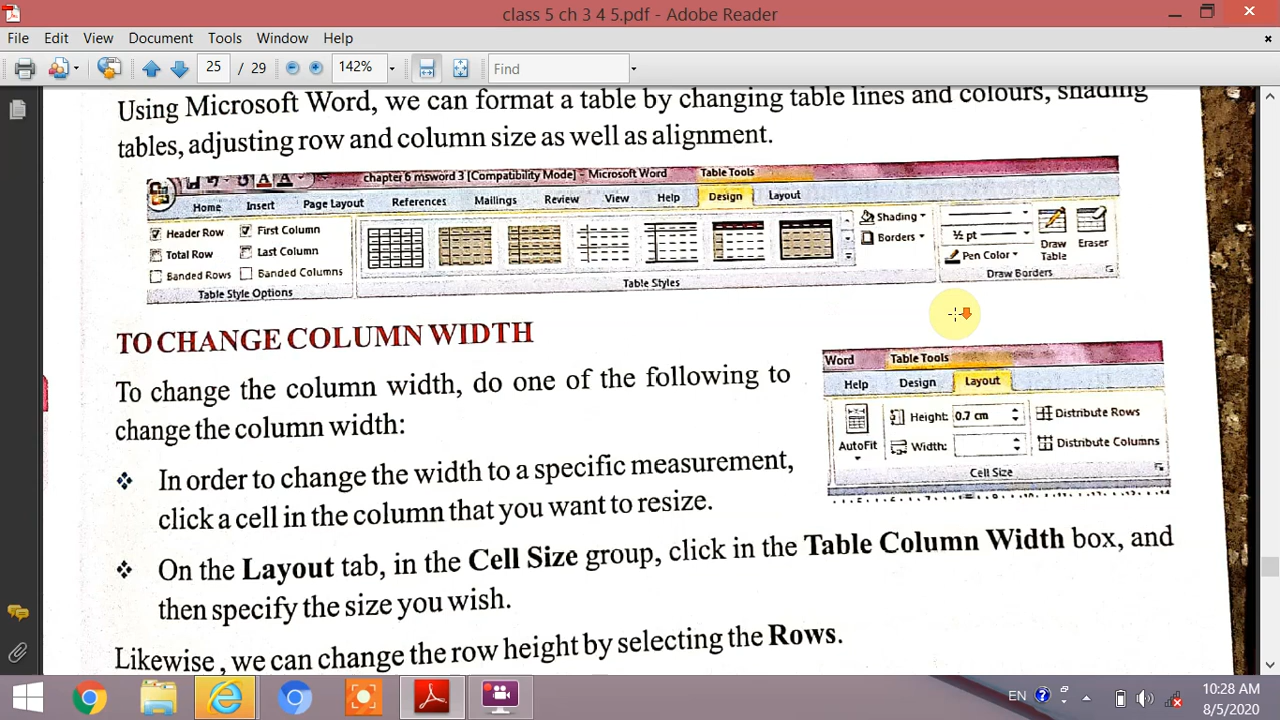 class 5 ch 3 4 5.pdf - Adobe Reader
File Edit View Document Tools Window Help
25 / 29 142% Find
Using Microsoft Word, we can format a table by changing table lines and colours, shading
tables, adjusting row and column size as well as alignment.
chapter 6 msword 3 [Compatibility Mode] - Microsoft Word Table Tools
Home Insert Page Layout References Mailings Review View Help Design Layout
Header Row First Column Shading
Total Row Last Column Borders ½ pt Draw Table Eraser
Banded Rows Banded Columns Pen Color
Table Style Options Table Styles Draw Borders
TO CHANGE COLUMN WIDTH
To change the column width, do one of the following to
change the column width:
Word Table Tools
Help Design Layout
Height: 0.7 cm Distribute Rows
AutoFit Width: Distribute Columns
Cell Size
❖ In order to change the width to a specific measurement,
click a cell in the column that you want to resize.
❖ On the Layout tab, in the Cell Size group, click in the Table Column Width box, and
then specify the size you wish.
Likewise , we can change the row height by selecting the Rows.
EN
10:28 AM
8/5/2020